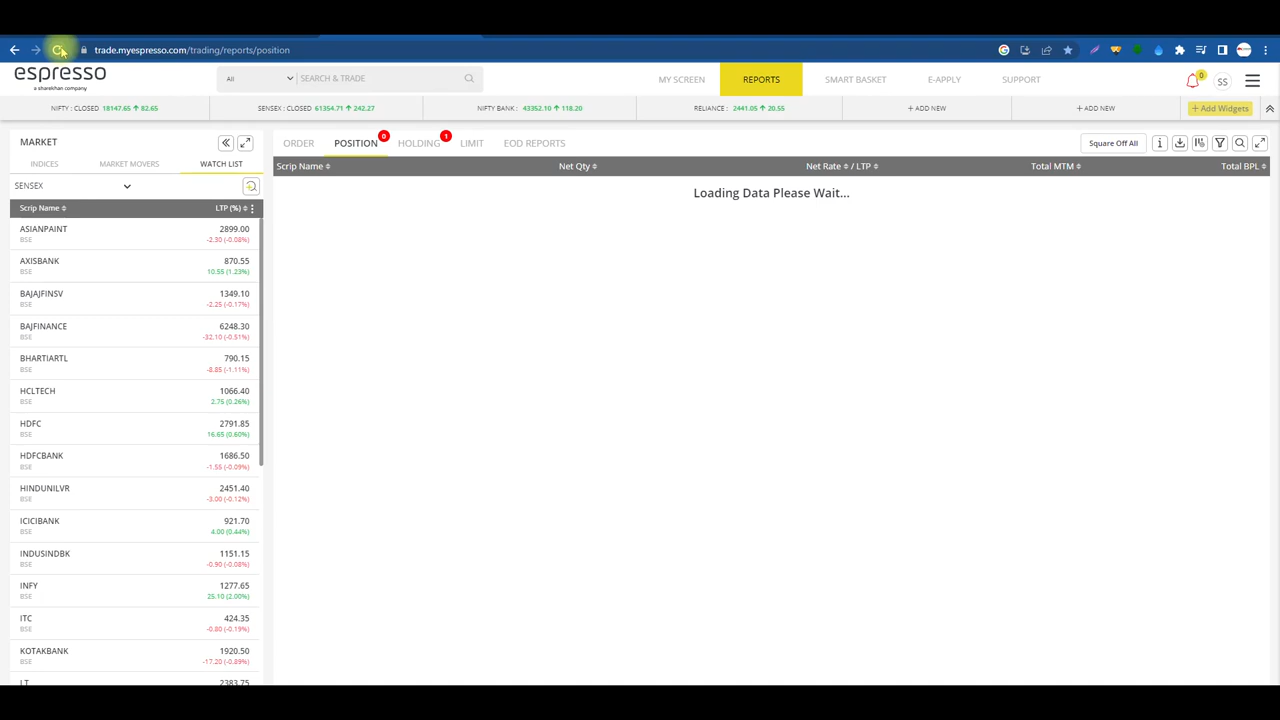 trade.myespresso.com/trading/reports/position
espresso
a sharekhan company
All
SEARCH & TRADE
MY SCREEN
REPORTS
SMART BASKET
E-APPLY
SUPPORT
0
SS
NIFTY : CLOSED 18147.65 82.65
SENSEX : CLOSED 61354.71 242.27
NIFTY BANK : 43352.10 118.20
RELIANCE : 2441.05 20.55
+ ADD NEW
+ ADD NEW
+ Add Widgets
MARKET
INDICES
MARKET MOVERS
WATCH LIST
SENSEX
Scrip Name
LTP (%)
ASIANPAINT 2899.00
BSE -2.30 (-0.08%)
AXISBANK 870.55
BSE 10.55 (1.23%)
BAJAJFINSV 1349.10
BSE -2.25 (-0.17%)
BAJFINANCE 6248.30
BSE -32.10 (-0.51%)
BHARTIARTL 790.15
BSE -8.85 (-1.11%)
HCLTECH 1066.40
BSE 2.75 (0.26%)
HDFC 2791.85
BSE 16.65 (0.60%)
HDFCBANK 1686.50
BSE -1.55 (-0.09%)
HINDUNILVR 2451.40
BSE -3.00 (-0.12%)
ICICIBANK 921.70
BSE 4.00 (0.44%)
INDUSINDBK 1151.15
BSE -0.90 (-0.08%)
INFY 1277.65
BSE 25.10 (2.00%)
ITC 424.35
BSE -0.80 (-0.19%)
KOTAKBANK 1920.50
BSE -17.20 (-0.89%)
LT 2383.75
ORDER
POSITION
0
HOLDING
1
LIMIT
EOD REPORTS
Square Off All
Scrip Name
Net Qty
Net Rate / LTP
Total MTM
Total BPL
Loading Data Please Wait...